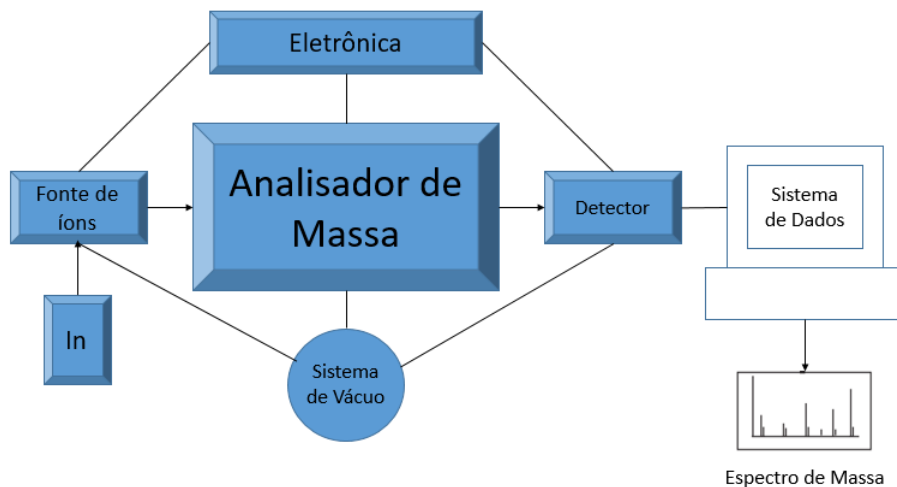 Eletrônica
Fonte de
íons
Analisador de
Massa
Detector
Sistema
de Dados
In
Sistema
de Vácuo
Espectro de Massa